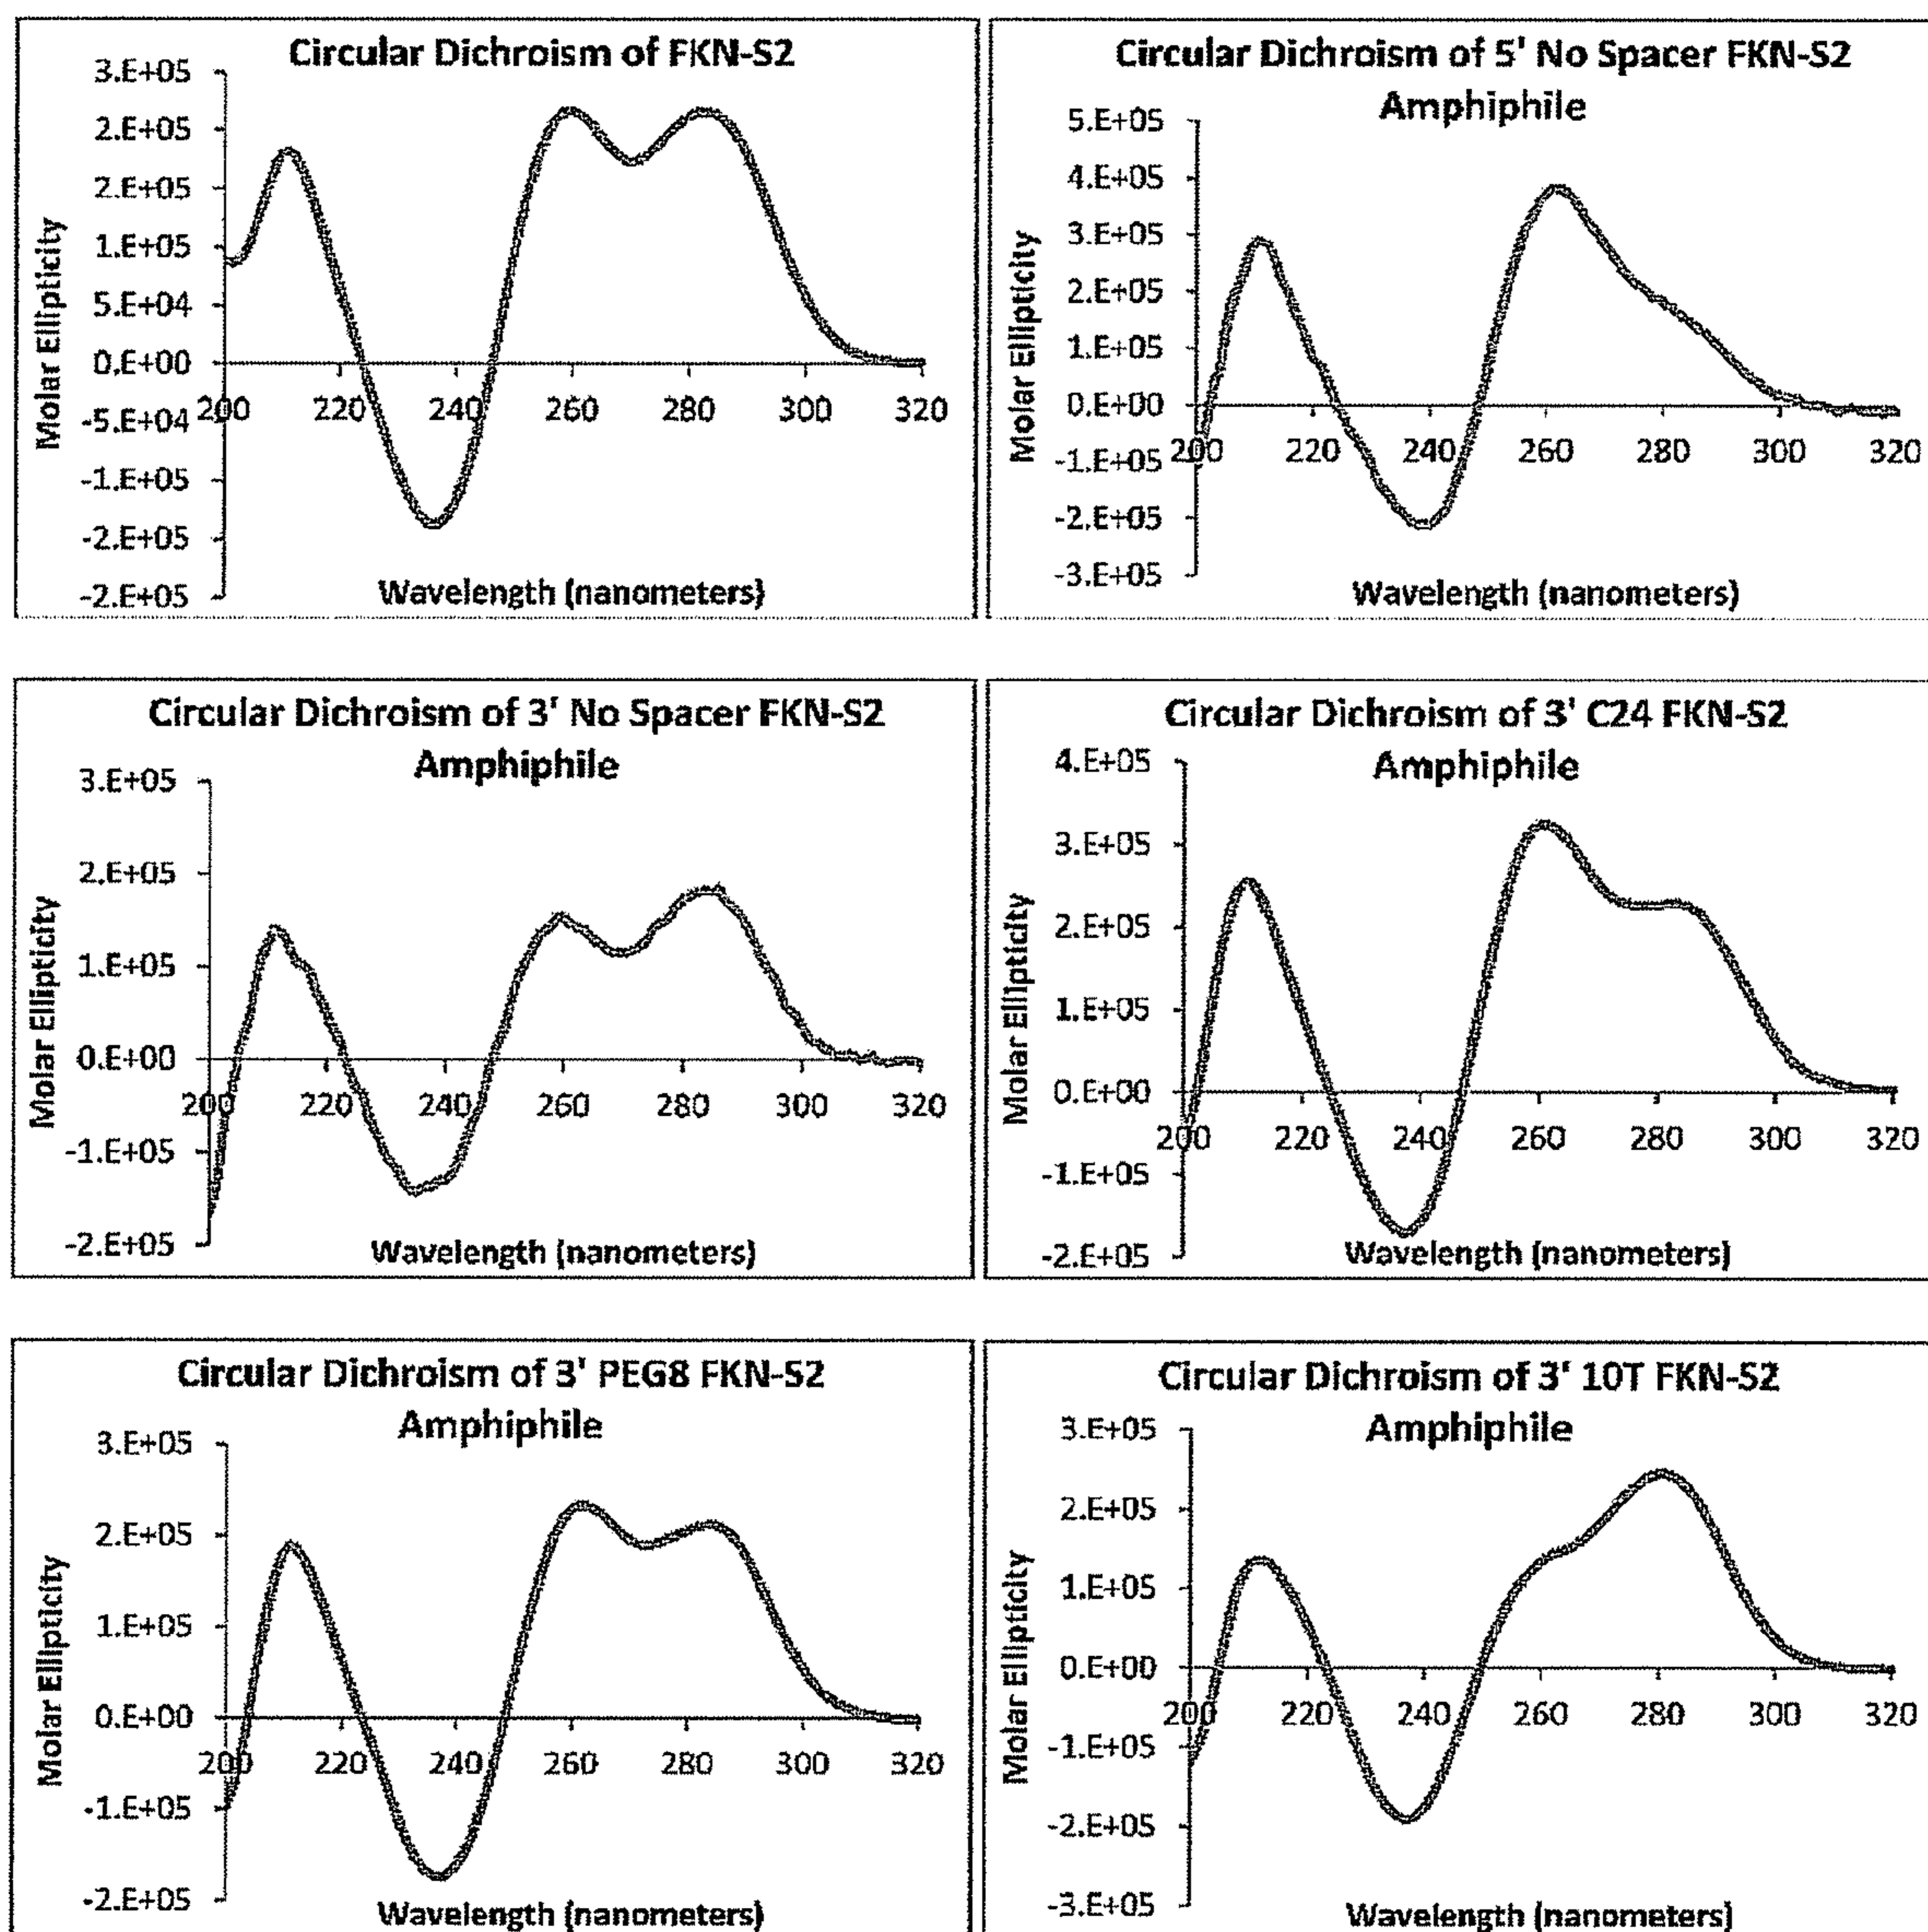 Circular Dichroism of FKN-S2
3.E+05
2.E+05
2.E+05
1.E+05
5.E+04
0.E+00
-5.E+04
-1.E+05
-2.E+05
-2.E+05
Molar Ellipticity
200 220 240 260 280 300 320
Wavelength (nanometers)
Circular Dichroism of 5' No Spacer FKN-S2
Amphiphile
5.E+05
4.E+05
3.E+05
2.E+05
1.E+05
0.E+00
-1.E+05
-2.E+05
-3.E+05
Molar Ellipticity
200 220 240 260 280 300 320
Wavelength (nanometers)
Circular Dichroism of 3' No Spacer FKN-S2
Amphiphile
3.E+05
2.E+05
1.E+05
0.E+00
-1.E+05
-2.E+05
Molar Ellipticity
200 220 240 260 280 300 320
Wavelength (nanometers)
Circular Dichroism of 3' C24 FKN-S2
Amphiphile
4.E+05
3.E+05
2.E+05
1.E+05
0.E+00
-1.E+05
-2.E+05
Molar Ellipticity
200 220 240 260 280 300 320
Wavelength (nanometers)
Circular Dichroism of 3' PEG8 FKN-S2
Amphiphile
3.E+05
2.E+05
1.E+05
0.E+00
-1.E+05
-2.E+05
Molar Ellipticity
200 220 240 260 280 300 320
Wavelength (nanometers)
Circular Dichroism of 3' 10T FKN-S2
Amphiphile
3.E+05
2.E+05
1.E+05
0.E+00
-1.E+05
-2.E+05
-3.E+05
Molar Ellipticity
200 220 240 260 280 300 320
Wavelength (nanometers)